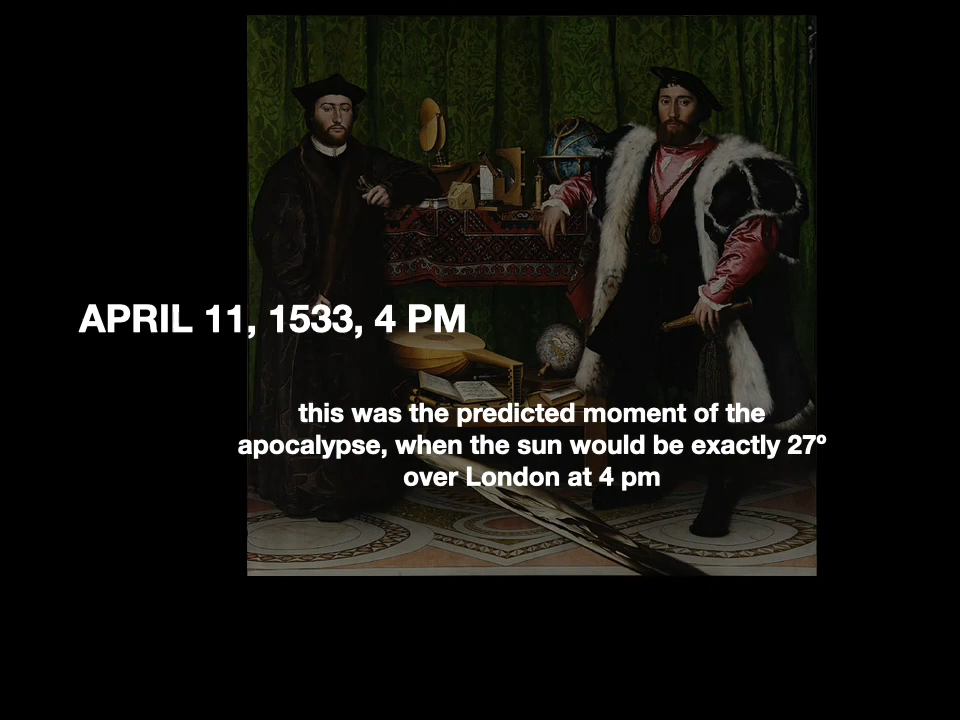 APRIL 11, 1533, 4 PM
this was the predicted moment of the
apocalypse, when the sun would be exactly 27º
over London at 4 pm